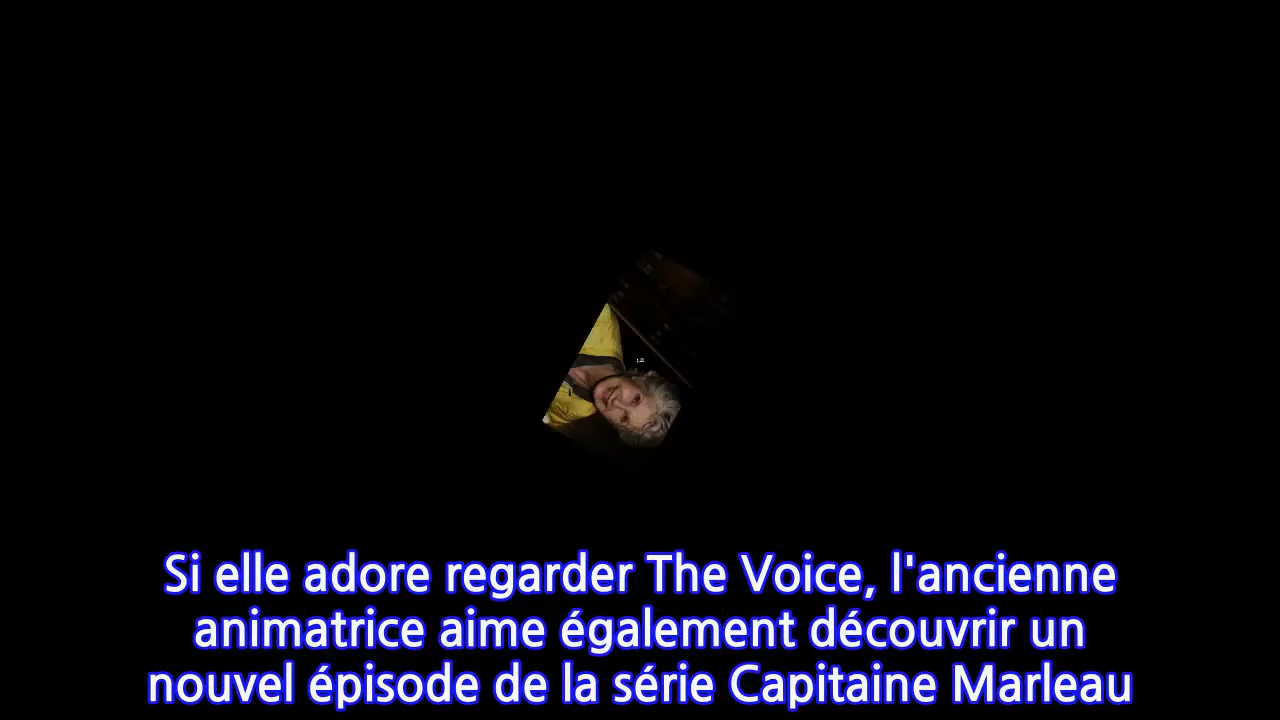 Si elle adore regarder The Voice, l'ancienne
animatrice aime également découvrir un
nouvel épisode de la série Capitaine Marleau